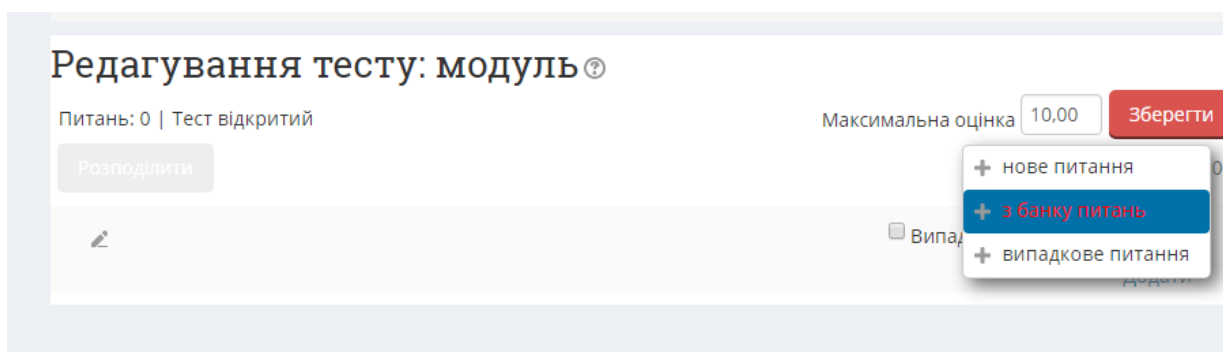 Редагування тесту: модуль
Питань: 0 | Тест відкритий
Максимальна оцінка 10,00 Зберегти
Розподілити
+ нове питання
+ з банку питань
+ випадкове питання
Додати